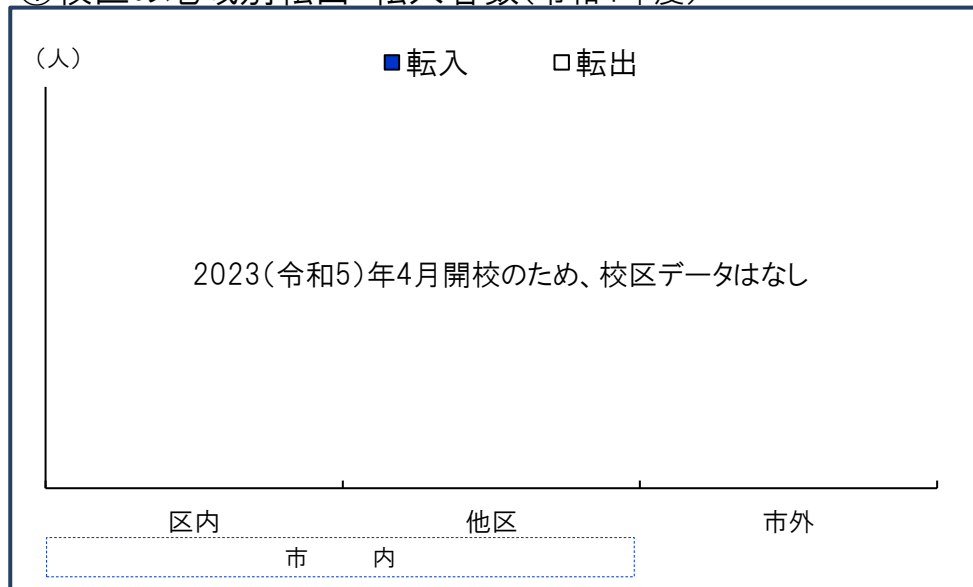 （人）
転入 転出
2023（令和5）年4月開校のため、校区データはなし
区内 他区 市外
市 内